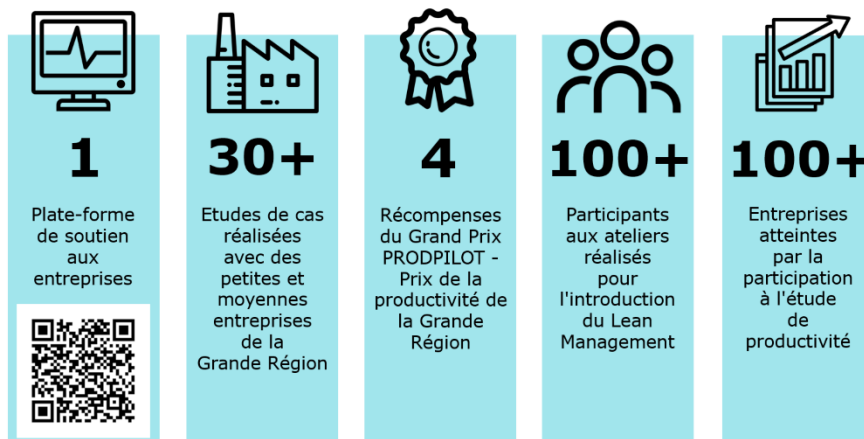 1
Plate-forme
de soutien
aux
entreprises
30+
Etudes de cas
réalisées
avec des
petites et
moyennes
entreprises
de la
Grande Région
4
Récompenses
du Grand Prix
PRODPILOT -
Prix de la
productivité de
la Grande
Région
100+
Participants
aux ateliers
réalisés
pour
l'introduction
du Lean
Management
100+
Entreprises
atteintes
par la
participation
à l'étude
de
productivité